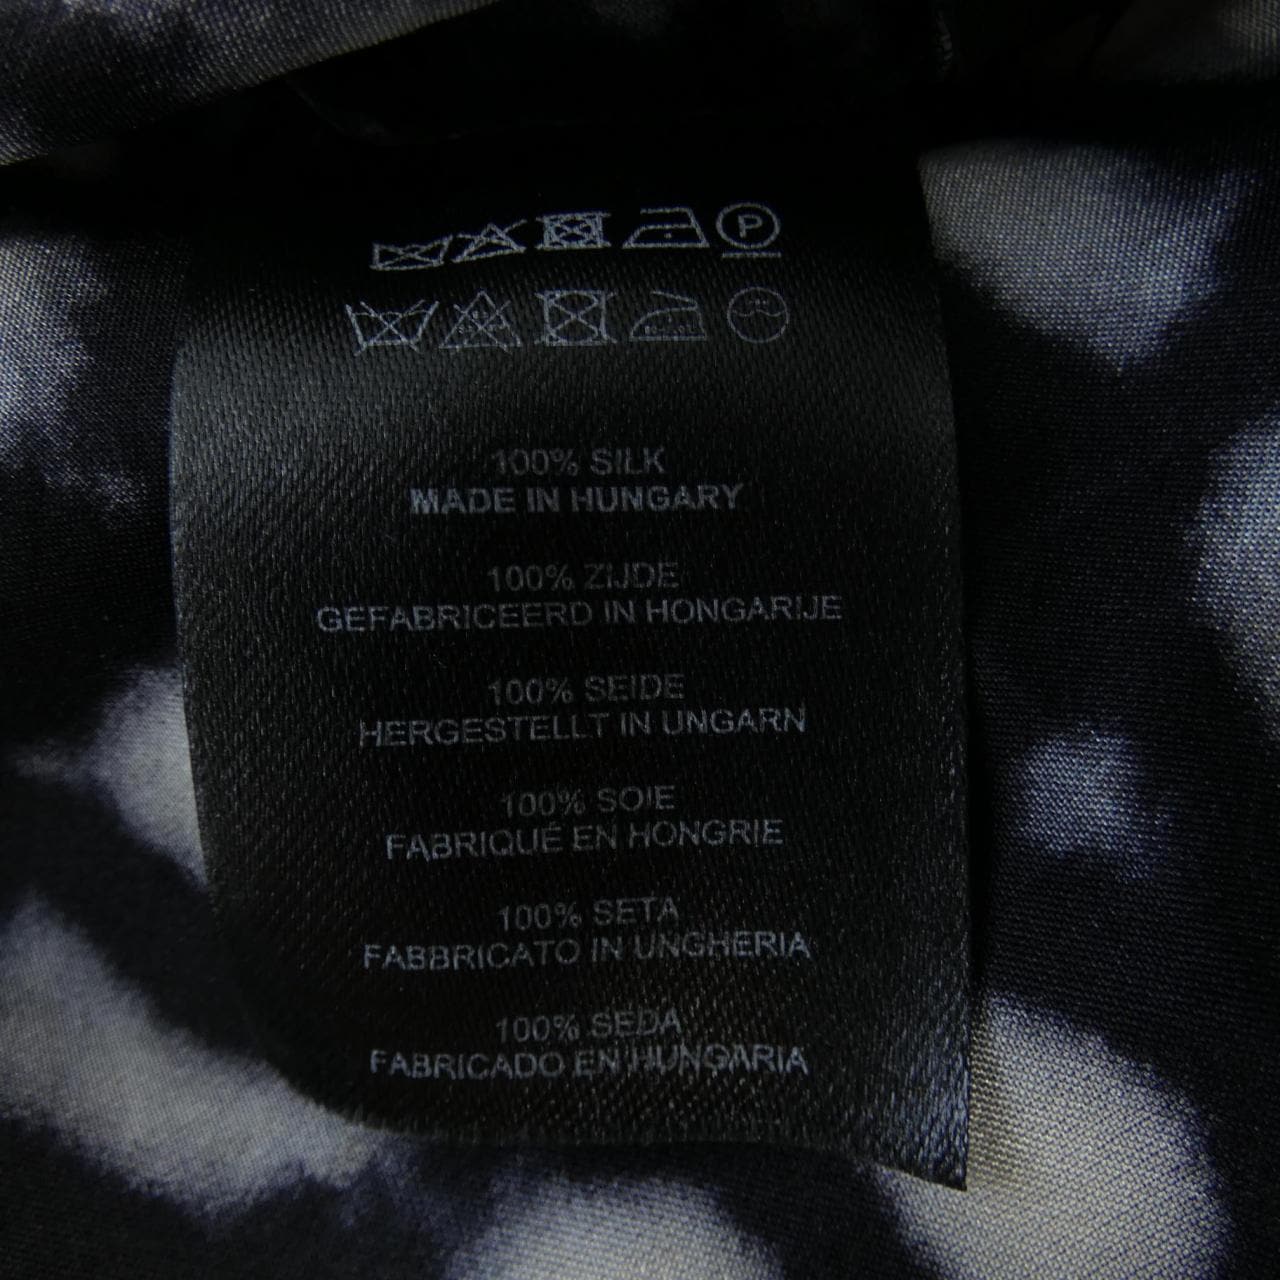 P
100% SILK
MADE IN HUNGARY
100% ZIJDE
GEFABRICEERD IN HONGARIJE
100% SEIDE
HERGESTELLT IN UNGARN
100% SOIE
FABRIQUÉ EN HONGRIE
100% SETA
FABBRICATO IN UNGHERIA
100% SEDA
FABRICADO EN HUNGARIA